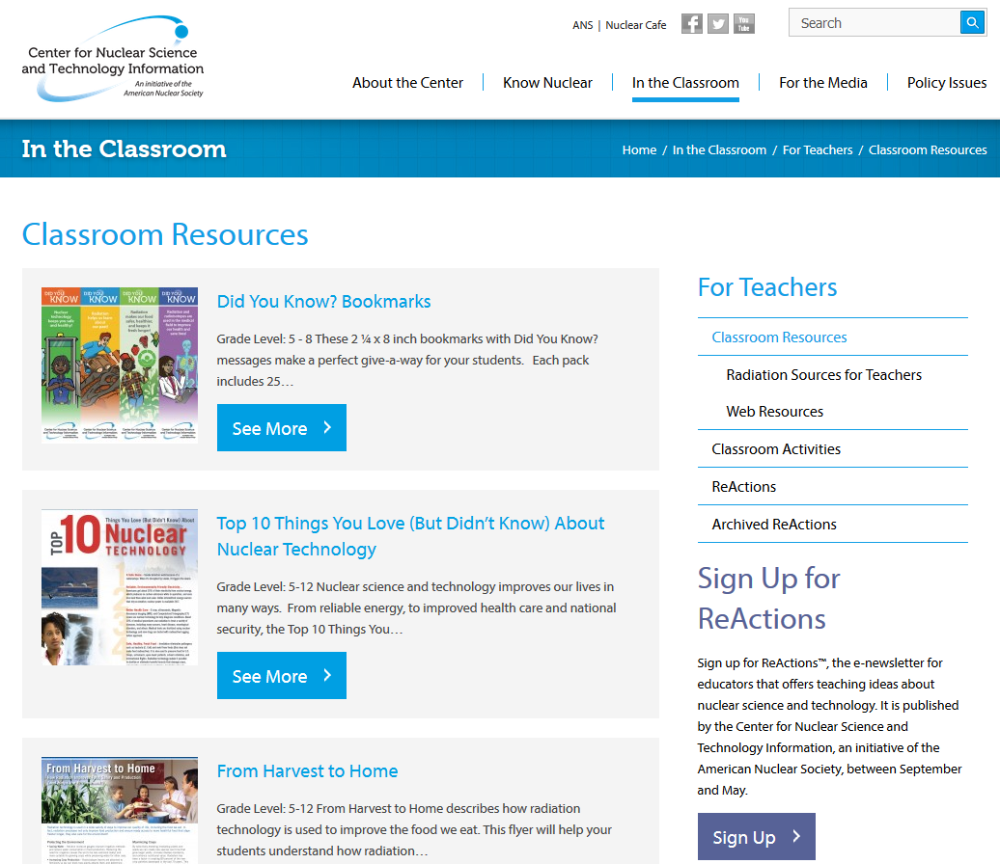 Center for Nuclear Science
and Technology Information
An initiative of the
American Nuclear Society
ANS | Nuclear Cafe
You
Tube
Search
About the Center
Know Nuclear
In the Classroom
For the Media
Policy Issues
In the Classroom
Home / In the Classroom / For Teachers / Classroom Resources
Classroom Resources
DID YOU KNOW
DID YOU KNOW
DID YOU KNOW
DID YOU KNOW
Did You Know? Bookmarks
Grade Level: 5 - 8 These 2 ¼ x 8 inch bookmarks with Did You Know?
messages make a perfect give-a-way for your students.   Each pack
includes 25…
See More
Things You Love (But Didn't Know) About
TOP 10 Nuclear
TECHNOLOGY
Top 10 Things You Love (But Didn’t Know) About
Nuclear Technology
Grade Level: 5-12 Nuclear science and technology improves our lives in
many ways.  From reliable energy, to improved health care and national
security, the Top 10 Things You…
See More
From Harvest to Home
From Harvest to Home
Grade Level: 5-12 From Harvest to Home describes how radiation
technology is used to improve the food we eat. This flyer will help your
students understand how radiation…
For Teachers
Classroom Resources
Radiation Sources for Teachers
Web Resources
Classroom Activities
ReActions
Archived ReActions
Sign Up for
ReActions
Sign up for ReActions™, the e-newsletter for
educators that offers teaching ideas about
nuclear science and technology. It is published
by the Center for Nuclear Science and
Technology Information, an initiative of the
American Nuclear Society, between September
and May.
Sign Up